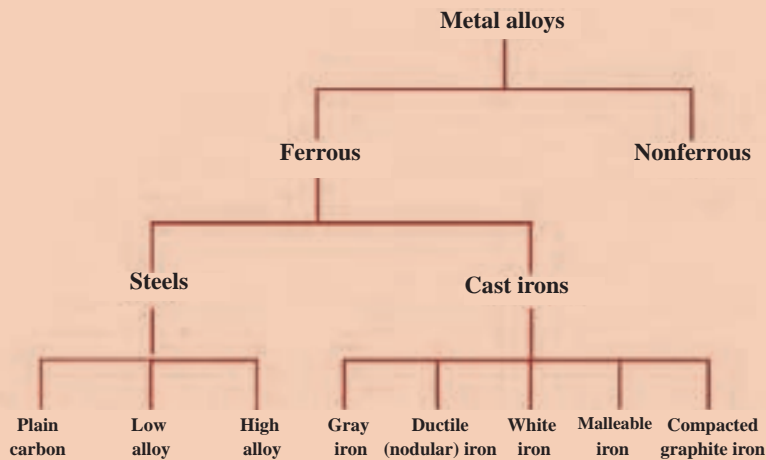 Metal alloys
Ferrous
Nonferrous
Steels
Cast irons
Plain
carbon
Low
alloy
High
alloy
Gray
iron
Ductile
(nodular) iron
White
iron
Malleable
iron
Compacted
graphite iron